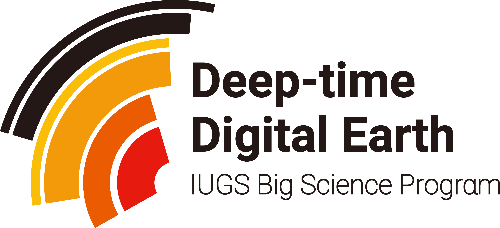 Deep-time
Digital Earth
IUGS Big Science Program